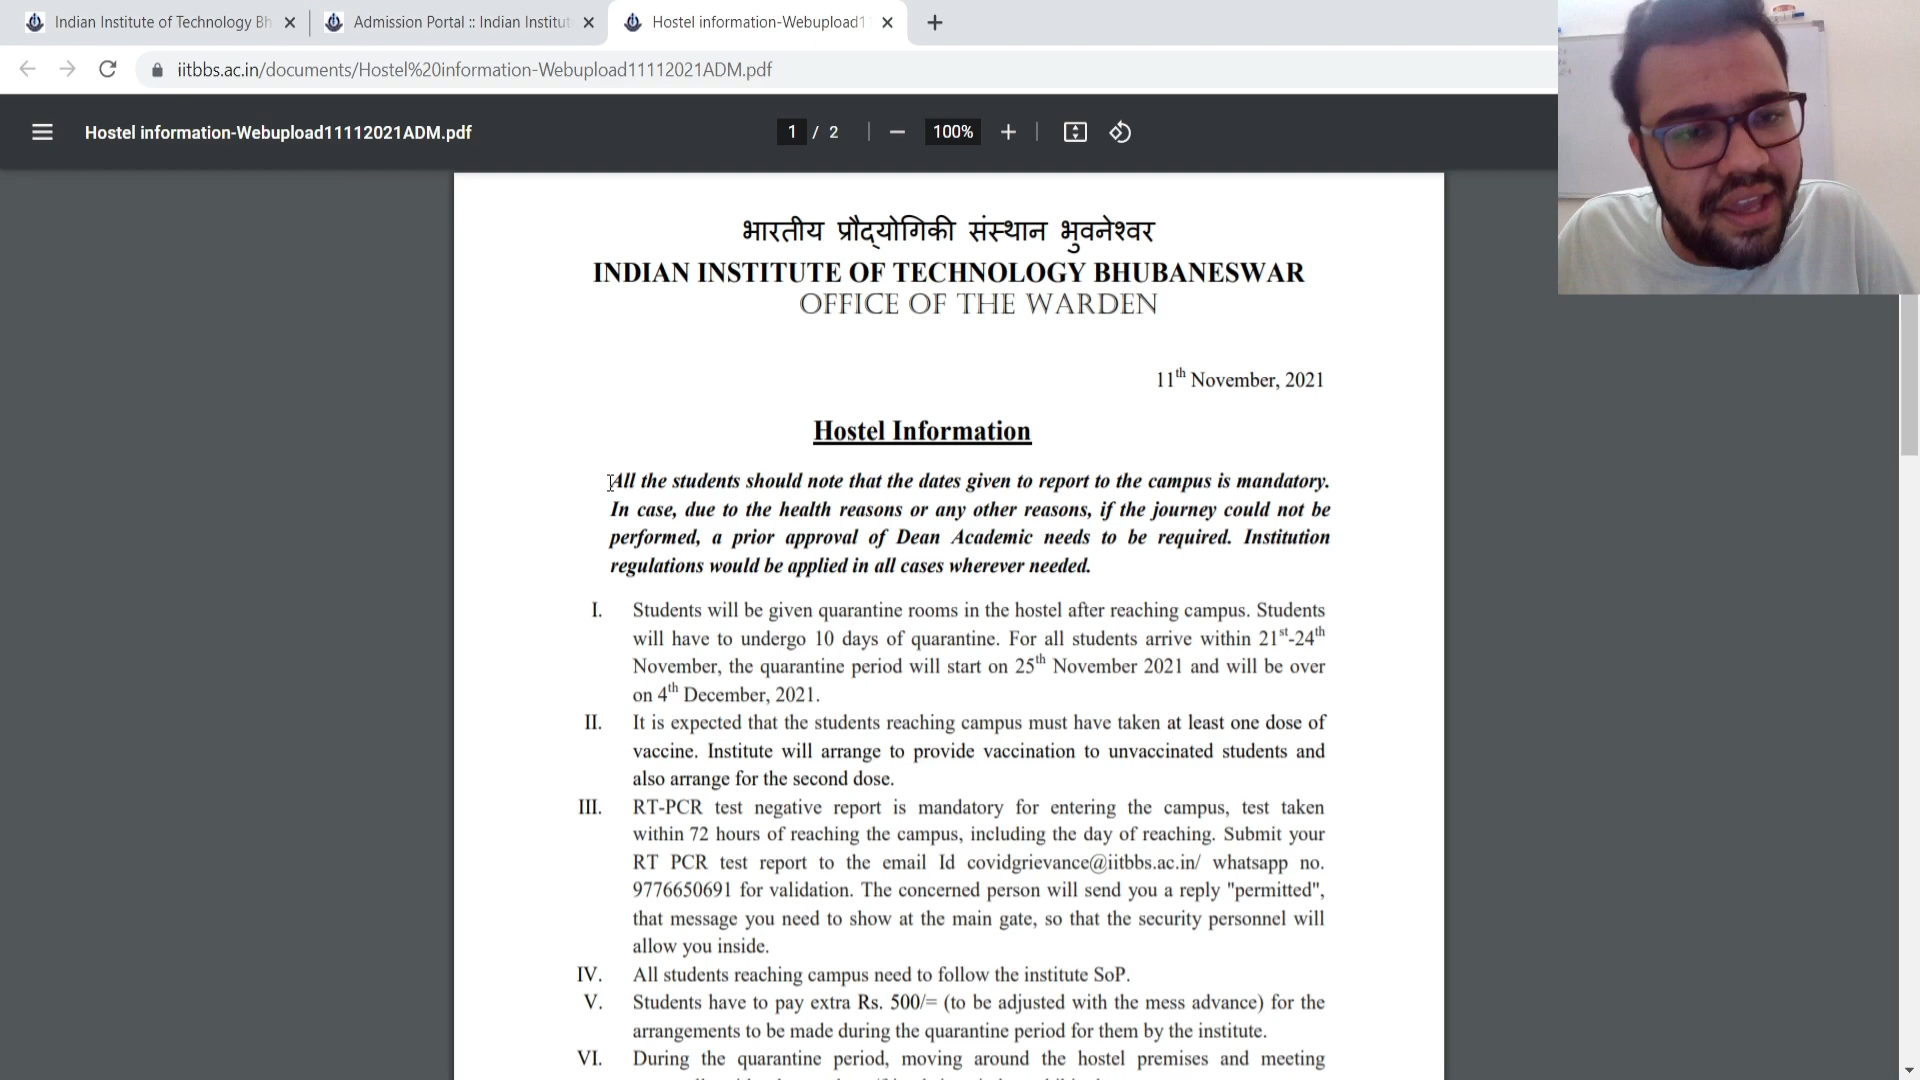 Indian Institute of Technology Bh
Admission Portal :: Indian Institut
Hostel information-Webupload1
iitbbs.ac.in/documents/Hostel%20information-Webupload11112021ADM.pdf
Hostel information-Webupload11112021ADM.pdf
1 / 2
100%
भारतीय प्रौद्योगिकी संस्थान भुवनेश्वर
INDIAN INSTITUTE OF TECHNOLOGY BHUBANESWAR
OFFICE OF THE WARDEN
11th November, 2021
Hostel Information
All the students should note that the dates given to report to the campus is mandatory.
In case, due to the health reasons or any other reasons, if the journey could not be
performed, a prior approval of Dean Academic needs to be required. Institution
regulations would be applied in all cases wherever needed.
I. Students will be given quarantine rooms in the hostel after reaching campus. Students
will have to undergo 10 days of quarantine. For all students arrive within 21st-24th
November, the quarantine period will start on 25th November 2021 and will be over
on 4th December, 2021.
II. It is expected that the students reaching campus must have taken at least one dose of
vaccine. Institute will arrange to provide vaccination to unvaccinated students and
also arrange for the second dose.
III. RT-PCR test negative report is mandatory for entering the campus, test taken
within 72 hours of reaching the campus, including the day of reaching. Submit your
RT PCR test report to the email Id covidgrievance@iitbbs.ac.in/ whatsapp no.
9776650691 for validation. The concerned person will send you a reply "permitted",
that message you need to show at the main gate, so that the security personnel will
allow you inside.
IV. All students reaching campus need to follow the institute SoP.
V. Students have to pay extra Rs. 500/= (to be adjusted with the mess advance) for the
arrangements to be made during the quarantine period for them by the institute.
VI. During the quarantine period, moving around the hostel premises and meeting